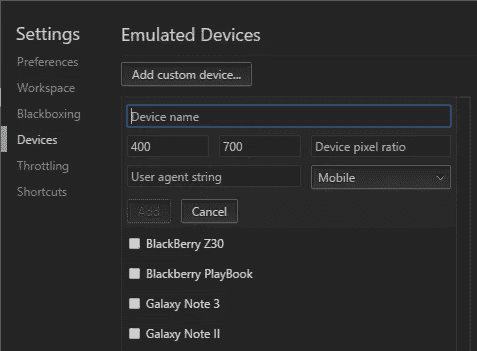 Settings
Preferences
Workspace
Blackboxing
Devices
Throttling
Shortcuts
Emulated Devices
Add custom device...
Device name
400 700 Device pixel ratio
User agent string Mobile
Add Cancel
BlackBerry Z30
Blackberry PlayBook
Galaxy Note 3
Galaxy Note II